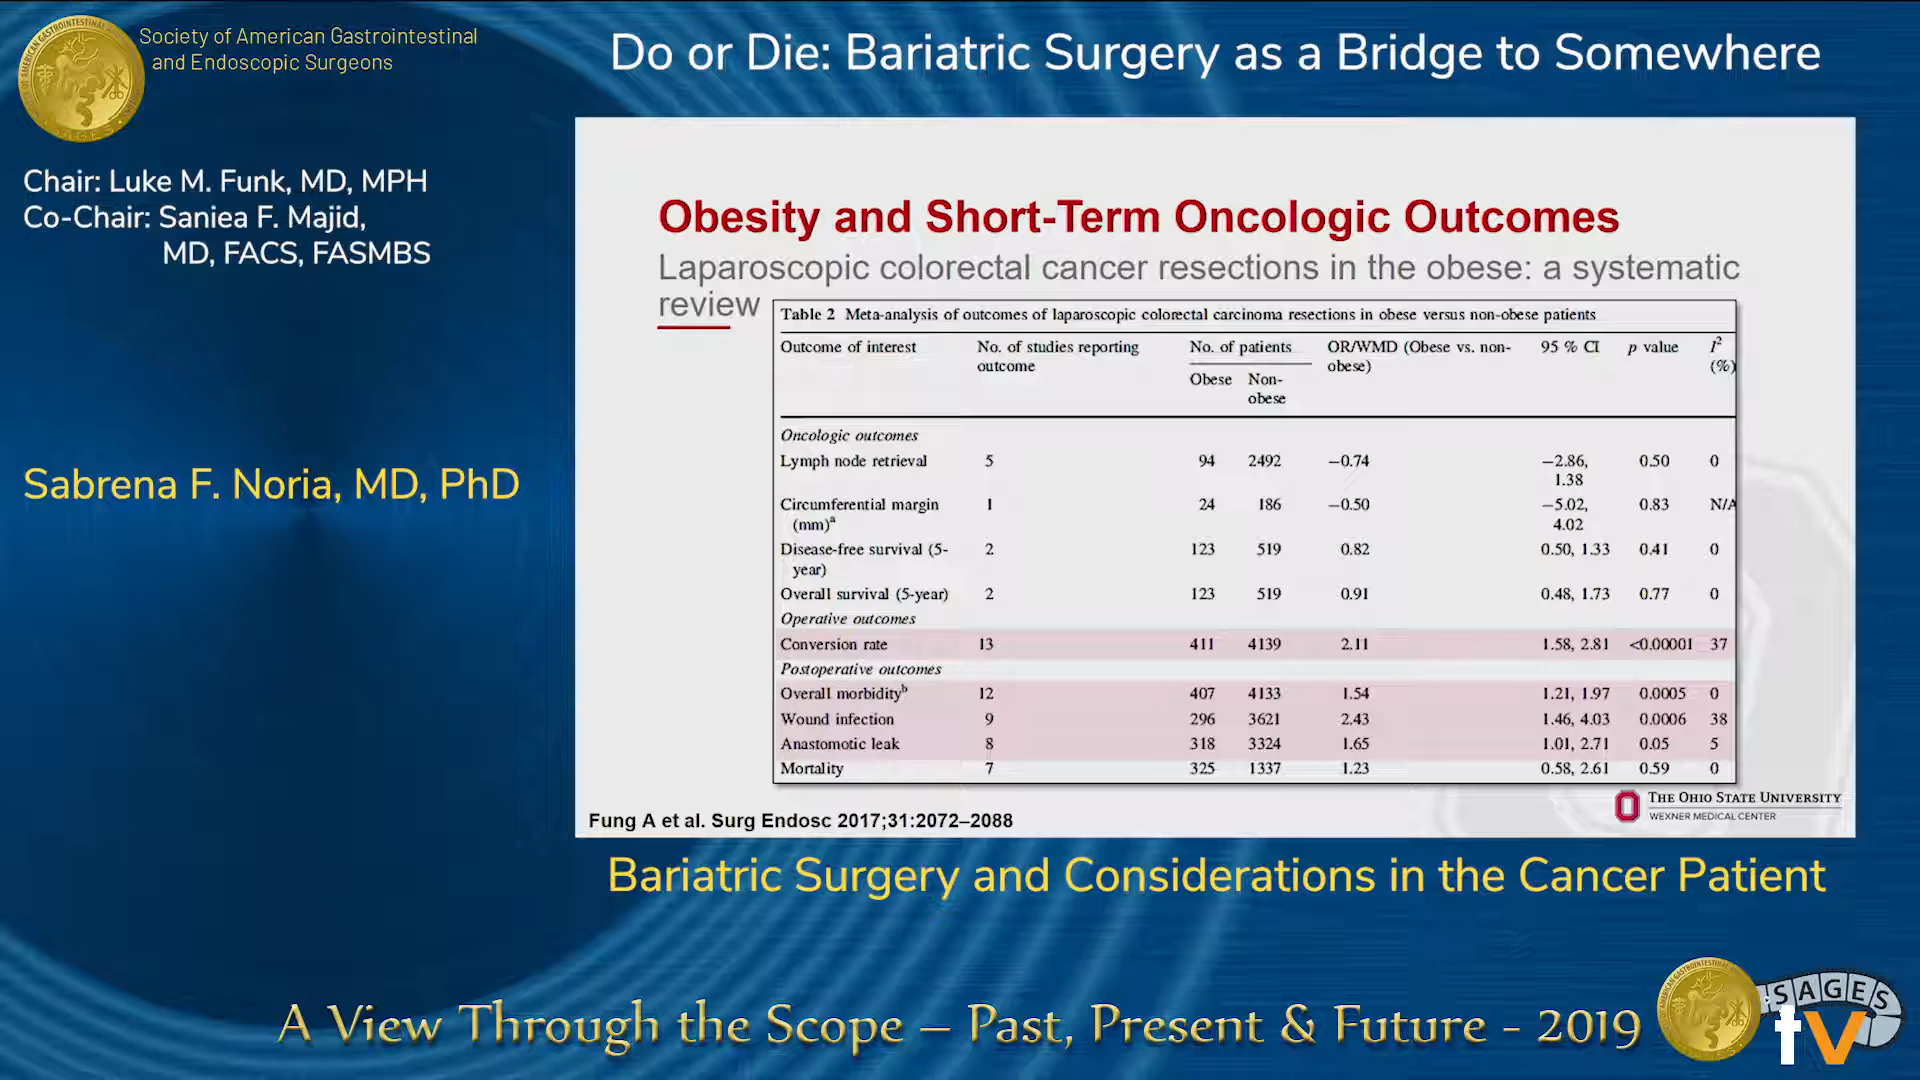 Society of American Gastrointestinal
and Endoscopic Surgeons
Do or Die: Bariatric Surgery as a Bridge to Somewhere
Chair: Luke M. Funk, MD, MPH
Co-Chair: Saniea F. Majid,
MD, FACS, FASMBS
Sabrena F. Noria, MD, PhD
Obesity and Short-Term Oncologic Outcomes
Laparoscopic colorectal cancer resections in the obese: a systematic
review
Table 2 Meta-analysis of outcomes of laparoscopic colorectal carcinoma resections in obese versus non-obese patients
Outcome of interest No. of studies reporting No. of patients OR/WMD (Obese vs. non- 95 % CI p value I²
outcome obese) (%)
Obese Non-
obese
Oncologic outcomes
Lymph node retrieval 5 94 2492 −0.74 −2.86, 0.50 0
1.38
Circumferential margin 1 24 186 −0.50 −5.02, 0.83 N/A
(mm)ᵃ 4.02
Disease-free survival (5- 2 123 519 0.82 0.50, 1.33 0.41 0
year)
Overall survival (5-year) 2 123 519 0.91 0.48, 1.73 0.77 0
Operative outcomes
Conversion rate 13 411 4139 2.11 1.58, 2.81 <0.00001 37
Postoperative outcomes
Overall morbidityᵇ 12 407 4133 1.54 1.21, 1.97 0.0005 0
Wound infection 9 296 3621 2.43 1.46, 4.03 0.0006 38
Anastomotic leak 8 318 3324 1.65 1.01, 2.71 0.05 5
Mortality 7 325 1337 1.23 0.58, 2.61 0.59 0
THE OHIO STATE UNIVERSITY
WEXNER MEDICAL CENTER
Fung A et al. Surg Endosc 2017;31:2072–2088
Bariatric Surgery and Considerations in the Cancer Patient
A View Through the Scope – Past, Present & Future - 2019
SAGES
tv